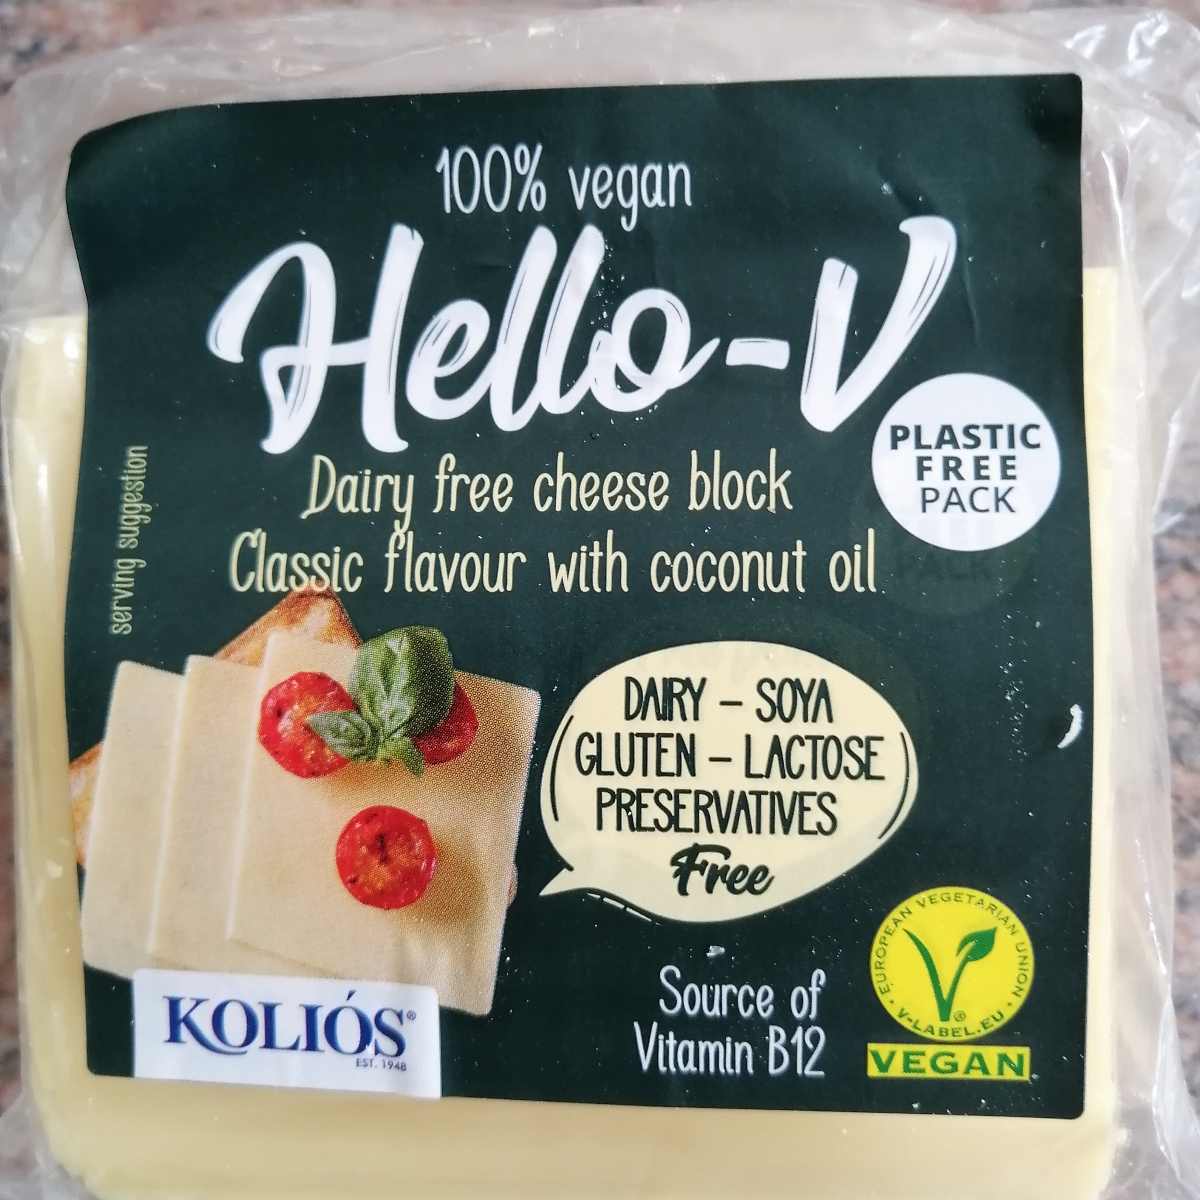 100% vegan
Hello-V
PLASTIC
FREE
PACK
Dairy free cheese block
Classic flavour with coconut oil
serving suggestion
DAIRY – SOYA
GLUTEN – LACTOSE
PRESERVATIVES
Free
Source of
Vitamin B12
EUROPEAN VEGETARIAN UNION
V-LABEL.EU
®
VEGAN
KOLIÓS®
EST. 1948